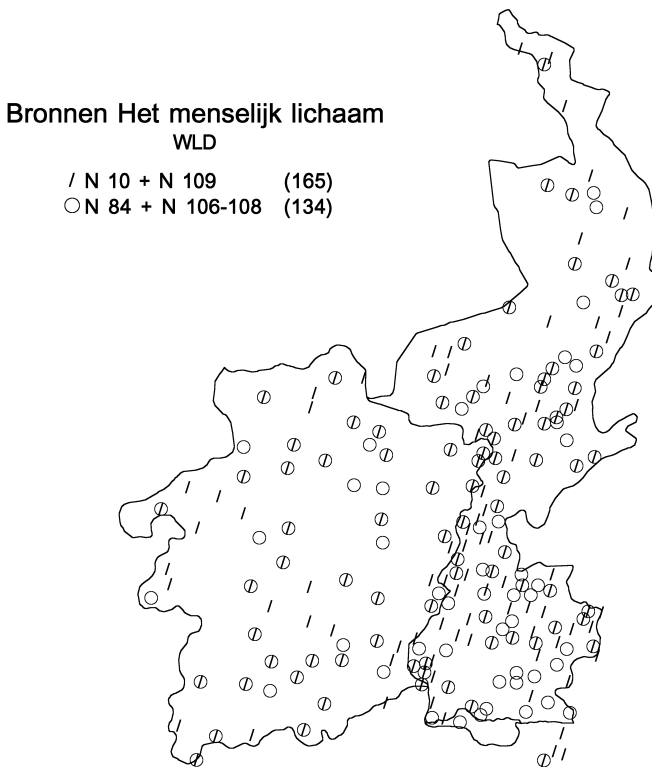 Bronnen Het menselijk lichaam
WLD
/ N 10 + N 109 (165)
○ N 84 + N 106-108 (134)